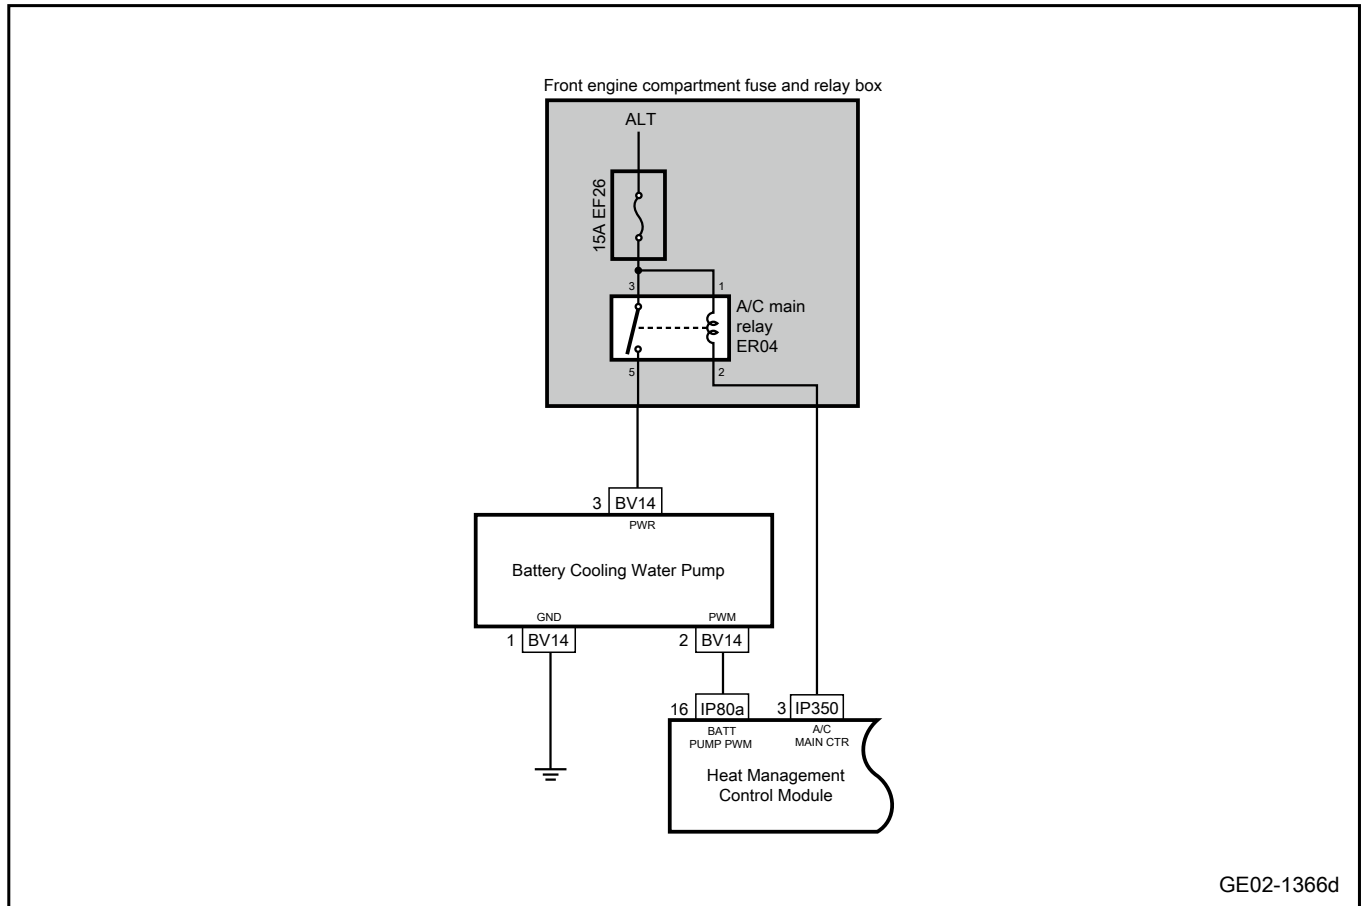 Front engine compartment fuse and relay box
ALT
15A EF26
3
1
A/C main
relay
ER04
5
2
3 BV14
PWR
Battery Cooling Water Pump
GND
PWM
1 BV14
2 BV14
16 IP80a
3 IP350
BATT
PUMP PWM
A/C
MAIN CTR
Heat Management
Control Module
GE02-1366d